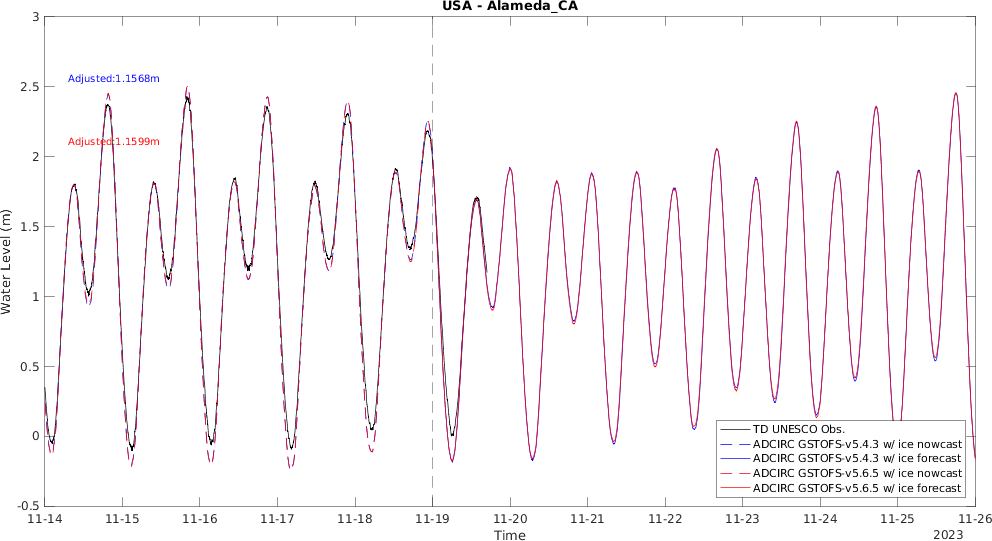 USA - Alameda_CA
3
2.5
2
1.5
1
0.5
0
-0.5
Water Level (m)
Adjusted:1.1568m
Adjusted:1.1599m
TD UNESCO Obs.
ADCIRC GSTOFS-v5.4.3 w/ ice nowcast
ADCIRC GSTOFS-v5.4.3 w/ ice forecast
ADCIRC GSTOFS-v5.6.5 w/ ice nowcast
ADCIRC GSTOFS-v5.6.5 w/ ice forecast
11-14 11-15 11-16 11-17 11-18 11-19 11-20 11-21 11-22 11-23 11-24 11-25 11-26
Time
2023